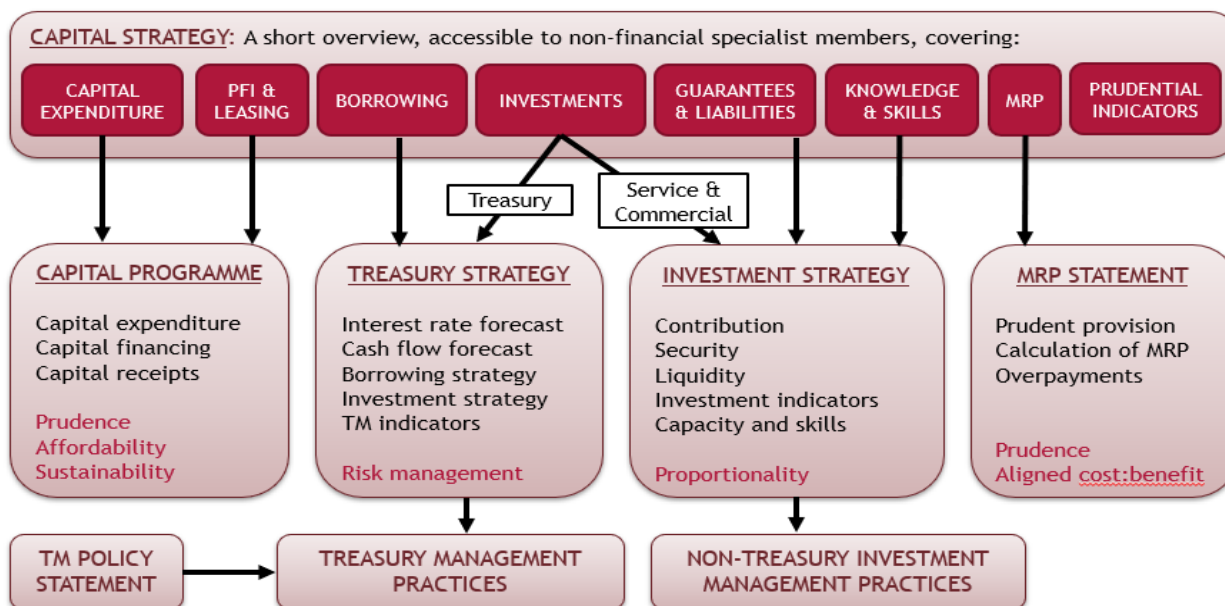 CAPITAL STRATEGY: A short overview, accessible to non-financial specialist members, covering:
CAPITAL
EXPENDITURE
PFI &
LEASING
BORROWING
INVESTMENTS
GUARANTEES
& LIABILITIES
KNOWLEDGE
& SKILLS
MRP
PRUDENTIAL
INDICATORS
Treasury
Service &
Commercial
CAPITAL PROGRAMME
Capital expenditure
Capital financing
Capital receipts
Prudence
Affordability
Sustainability
TREASURY STRATEGY
Interest rate forecast
Cash flow forecast
Borrowing strategy
Investment strategy
TM indicators
Risk management
INVESTMENT STRATEGY
Contribution
Security
Liquidity
Investment indicators
Capacity and skills
Proportionality
MRP STATEMENT
Prudent provision
Calculation of MRP
Overpayments
Prudence
Aligned cost:benefit
TM POLICY
STATEMENT
TREASURY MANAGEMENT
PRACTICES
NON-TREASURY INVESTMENT
MANAGEMENT PRACTICES